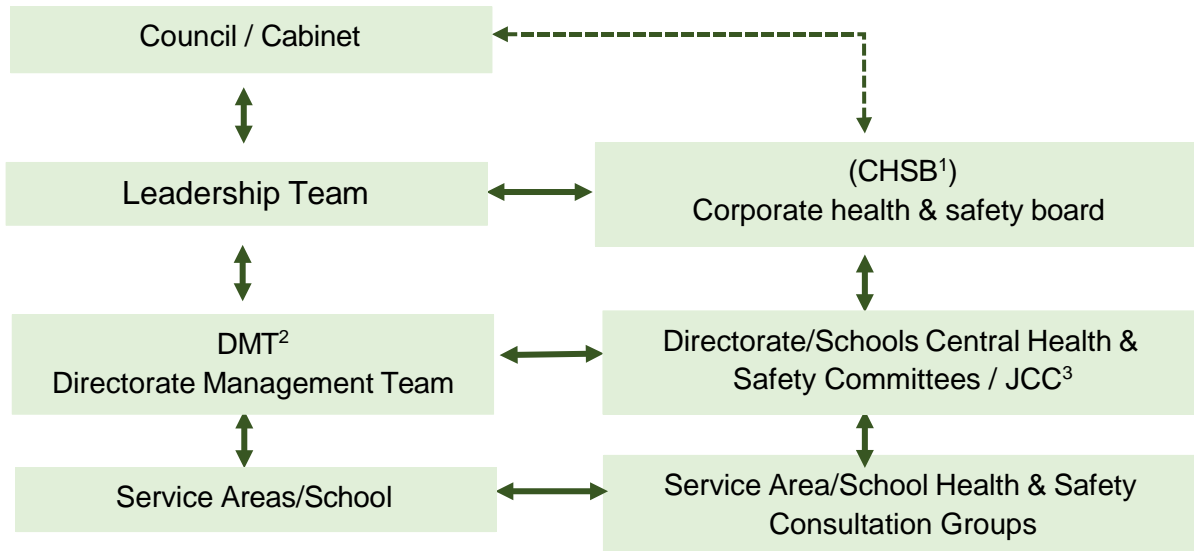 Council / Cabinet
Leadership Team
(CHSB¹)
Corporate health & safety board
DMT²
Directorate Management Team
Directorate/Schools Central Health &
Safety Committees / JCC³
Service Areas/School
Service Area/School Health & Safety
Consultation Groups